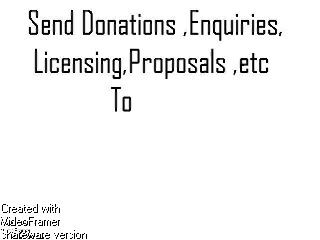 Send Donations ,Enquiries,
Licensing,Proposals ,etc
To
Created with
VideoFramer
shareware version